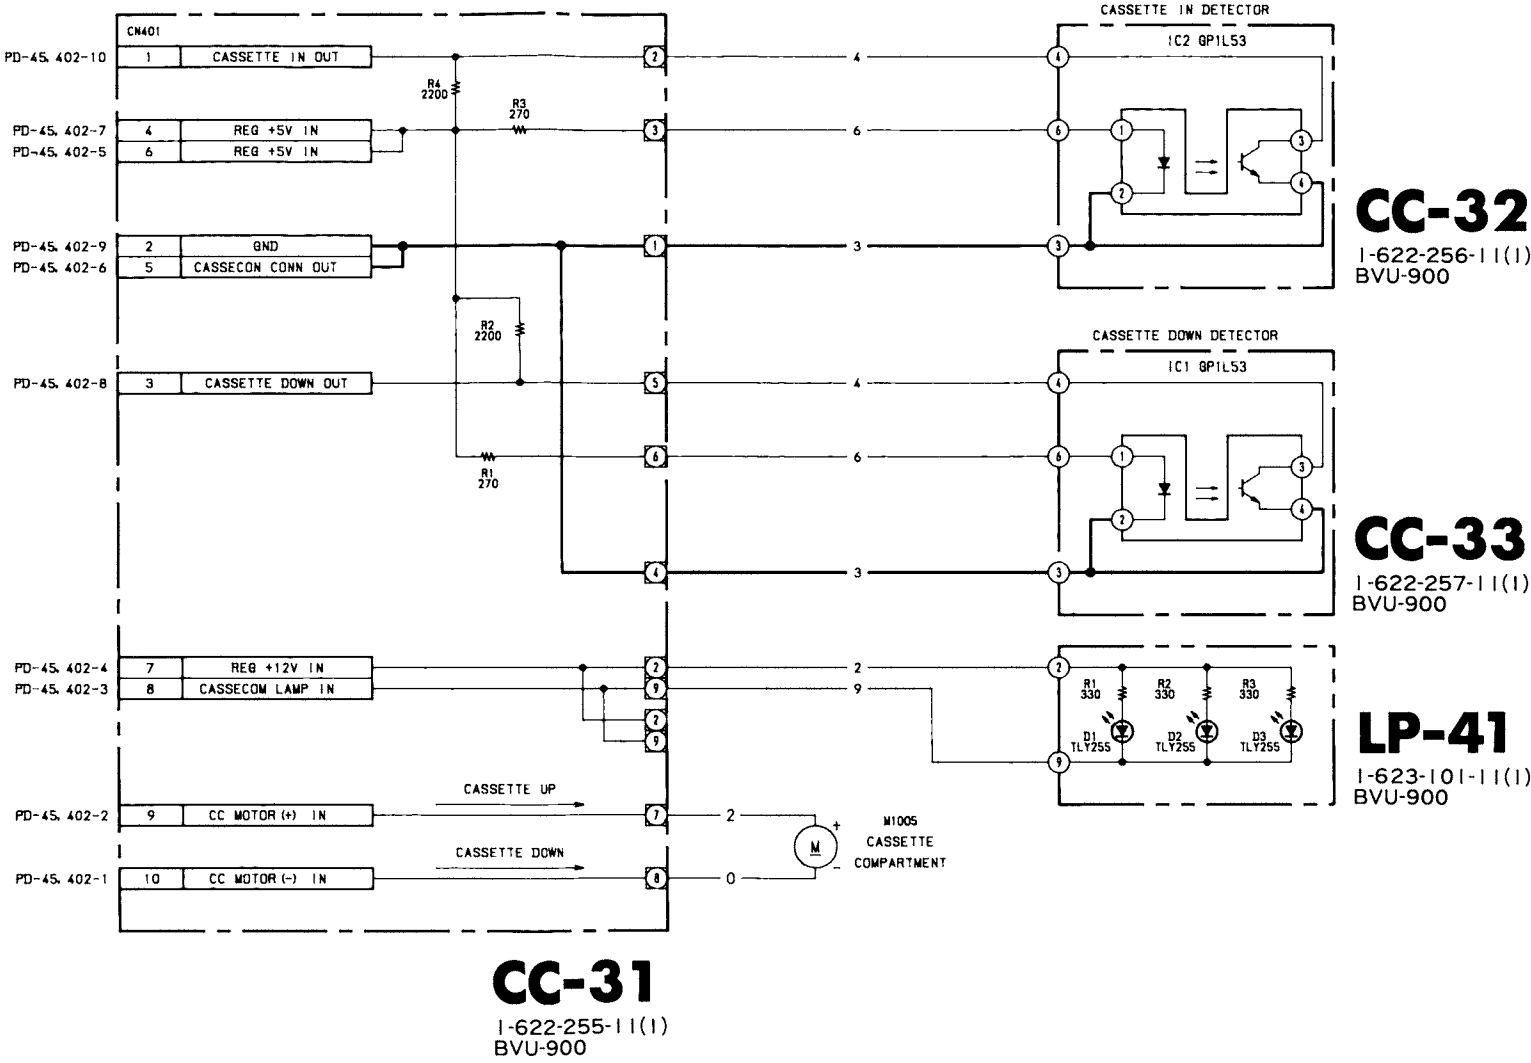 CASSETTE IN DETECTOR
CN401
IC2 GP1L53
PD-45. 402-10 1 CASSETTE IN OUT 2 4 4
R4
2200
R3
270
PD-45. 402-7 4 REG +5V IN 3 6 6 1
PD-45. 402-5 6 REG +5V IN
3
2 4
CC-32
PD-45. 402-9 2 GND 1 3 3
PD-45. 402-6 5 CASSECON CONN OUT
1-622-256-11(1)
BVU-900
R2
2200
CASSETTE DOWN DETECTOR
IC1 GP1L53
PD-45. 402-8 3 CASSETTE DOWN OUT 5 4 4
6 6 6 1 3
R1
270
2 4
CC-33
4 3 3
1-622-257-11(1)
BVU-900
PD-45. 402-4 7 REG +12V IN 2 2 2
PD-45. 402-3 8 CASSECOM LAMP IN 9 9
R1
330
R2
330
R3
330
2
9
D1
TLY255
D2
TLY255
D3
TLY255
9
LP-41
1-623-101-11(1)
BVU-900
CASSETTE UP
PD-45. 402-2 9 CC MOTOR(+) IN 7 2
+
M
-
M1005
CASSETTE
COMPARTMENT
CASSETTE DOWN
PD-45. 402-1 10 CC MOTOR(-) IN 8 0
CC-31
1-622-255-11(1)
BVU-900